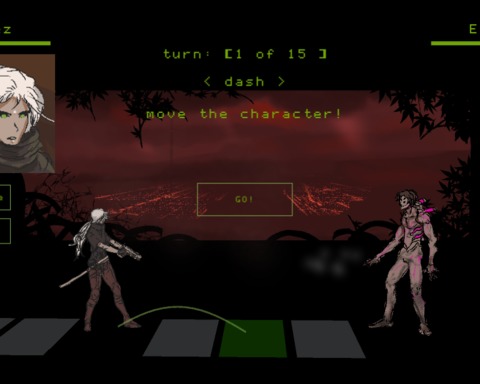 z
E
turn: [1 of 15 ]
< dash >
move the character!
GO!